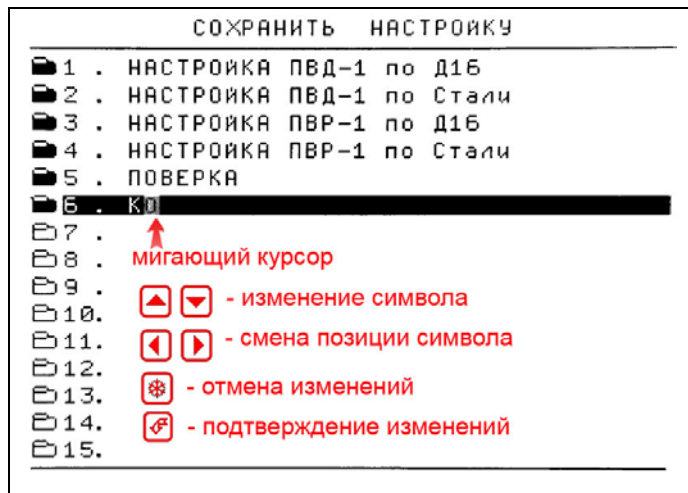 СОХРАНИТЬ НАСТРОЙКУ
1 . НАСТРОЙКА ПВД-1 по Д16
2 . НАСТРОЙКА ПВД-1 по Стали
3 . НАСТРОЙКА ПВР-1 по Д16
4 . НАСТРОЙКА ПВР-1 по Стали
5 . ПОВЕРКА
6 . КО
7 .
мигающий курсор
8 .
9 .
- изменение символа
10.
11.
- смена позиции символа
12.
- отмена изменений
13.
14.
- подтверждение изменений
15.